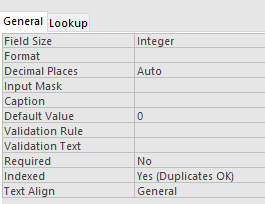 General Lookup
Field Size Integer
Format
Decimal Places Auto
Input Mask
Caption
Default Value 0
Validation Rule
Validation Text
Required No
Indexed Yes (Duplicates OK)
Text Align General